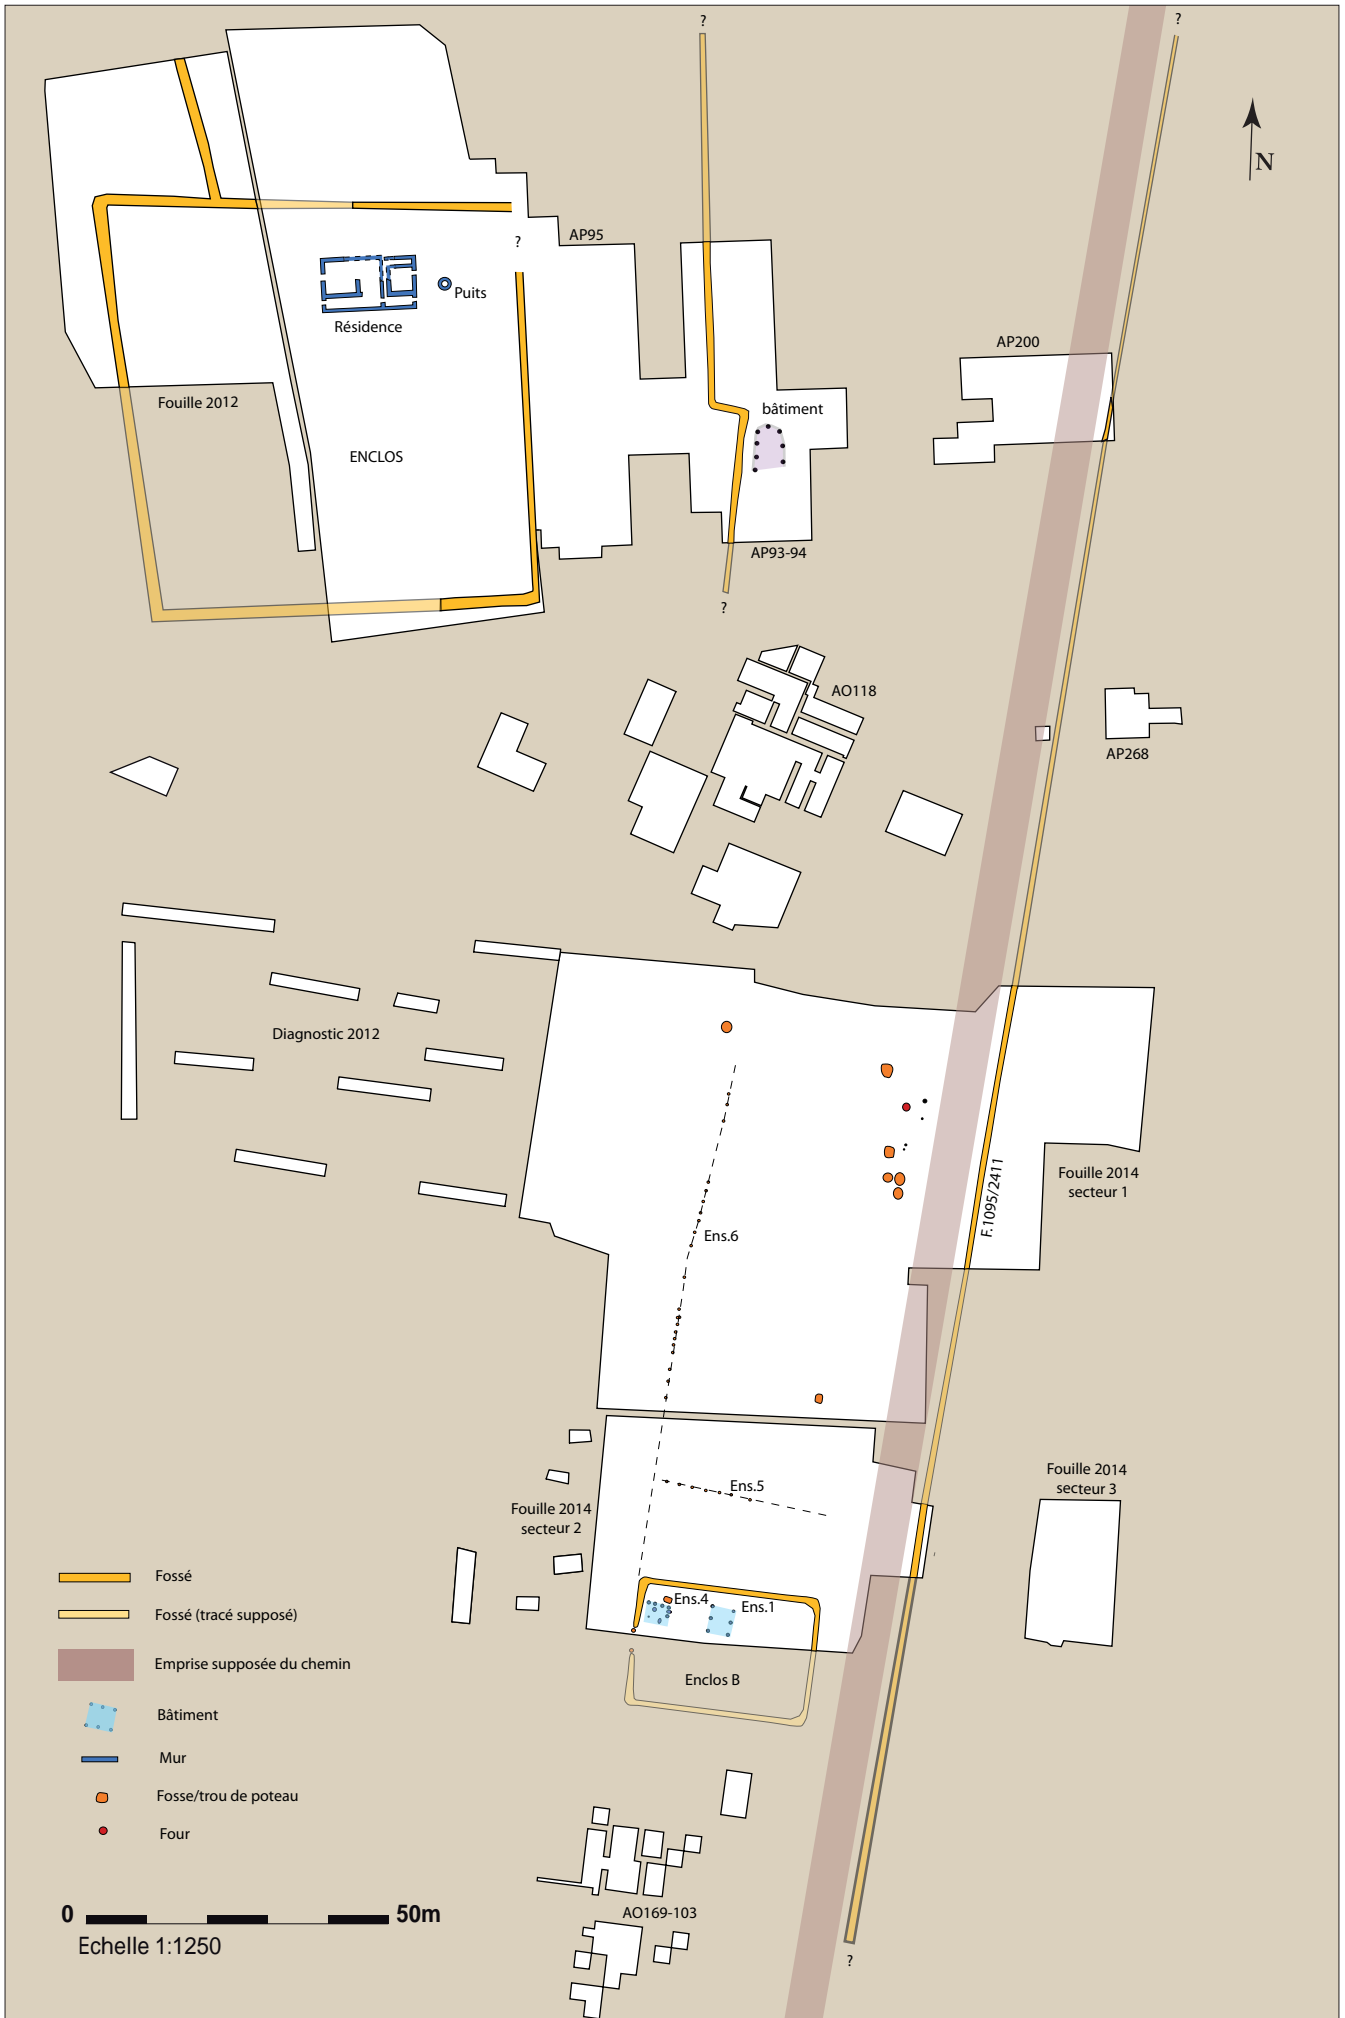 ?
?
N
AP95
?
Puits
Résidence
AP200
Fouille 2012
bâtiment
ENCLOS
AP93-94
?
AO118
AP268
Diagnostic 2012
Fouille 2014
secteur 1
F.1095/2411
Ens.6
Fouille 2014
secteur 3
Ens.5
Fouille 2014
secteur 2
Ens.4
Ens.1
Enclos B
Fossé
Fossé (tracé supposé)
Emprise supposée du chemin
Bâtiment
Mur
Fosse/trou de poteau
Four
0 50m
Echelle 1:1250
AO169-103
?